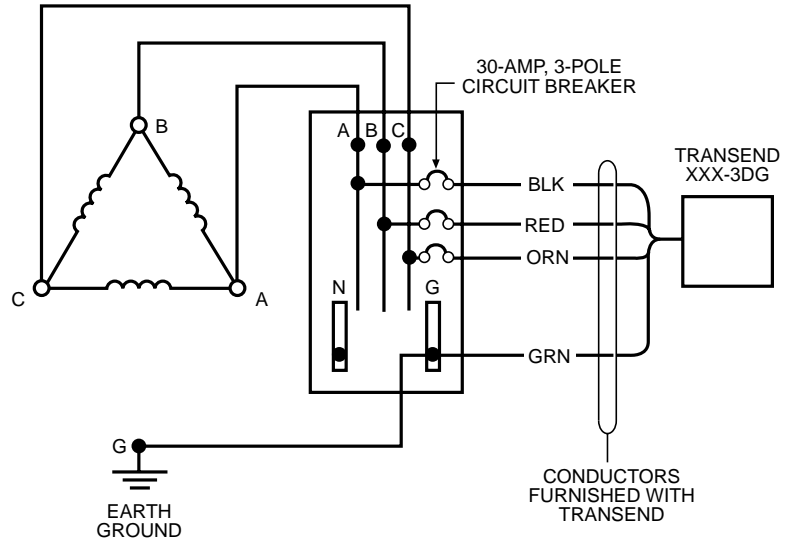 30-AMP, 3-POLE
CIRCUIT BREAKER
B
A B C
TRANSEND
XXX-3DG
BLK
RED
ORN
C
A
N
G
GRN
G
EARTH
GROUND
CONDUCTORS
FURNISHED WITH
TRANSEND